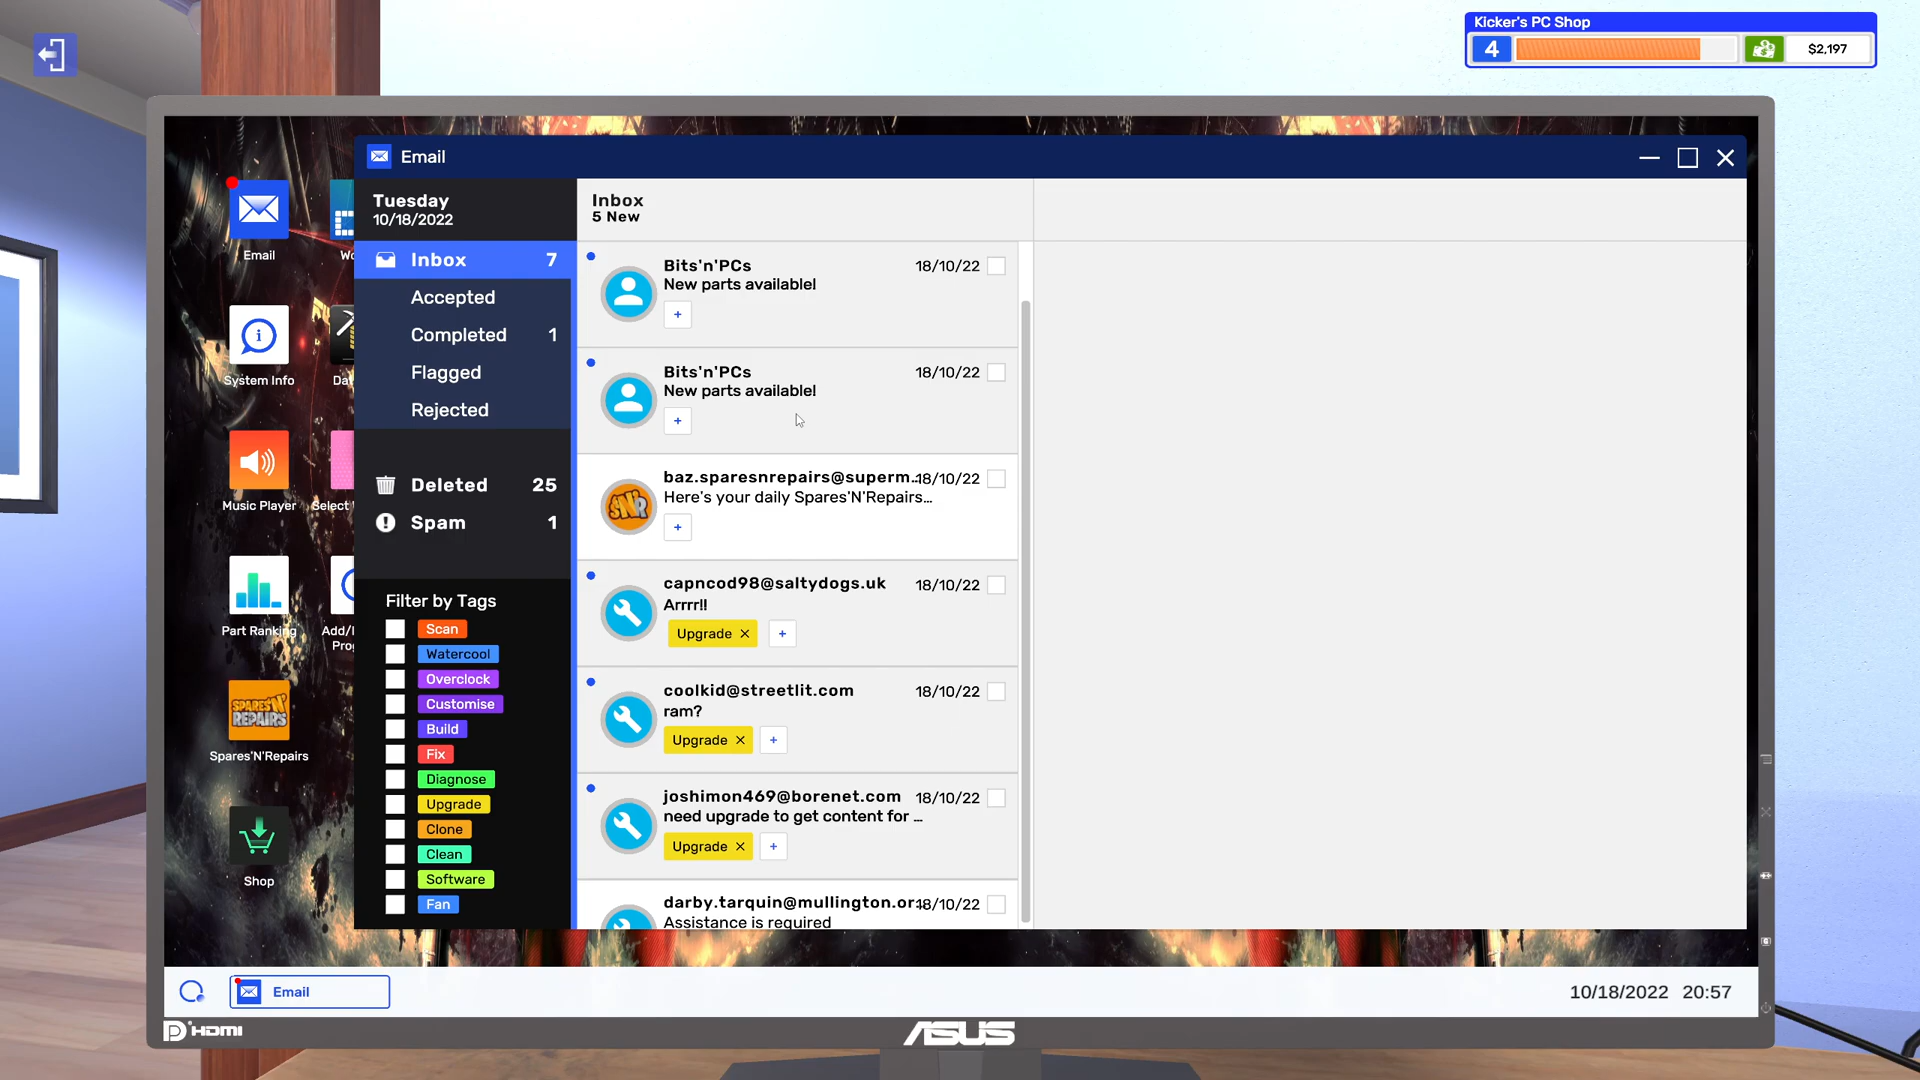 Kicker's PC Shop
4
$2,197
Email
Tuesday
10/18/2022
Inbox
5 New
Email
System Info
Music Player
Select
Part Ranking
Spares'N'Repairs
SPARES'N'
REPAIRS
Shop
Inbox 7
Accepted
Completed 1
Flagged
Rejected
Deleted 25
Spam 1
Filter by Tags
Scan
Watercool
Overclock
Customise
Build
Fix
Diagnose
Upgrade
Clone
Clean
Software
Fan
Bits'n'PCs 18/10/22
New parts available!
+
Bits'n'PCs 18/10/22
New parts available!
+
SNR
baz.sparesnrepairs@superm... 18/10/22
Here's your daily Spares'N'Repairs...
+
capncod98@saltydogs.uk 18/10/22
Arrrr!!
Upgrade × +
coolkid@streetlit.com 18/10/22
ram?
Upgrade × +
joshimon469@borenet.com 18/10/22
need upgrade to get content for ...
Upgrade × +
darby.tarquin@mullington.or... 18/10/22
Assistance is required
Email
10/18/2022 20:57
HDMI
ASUS